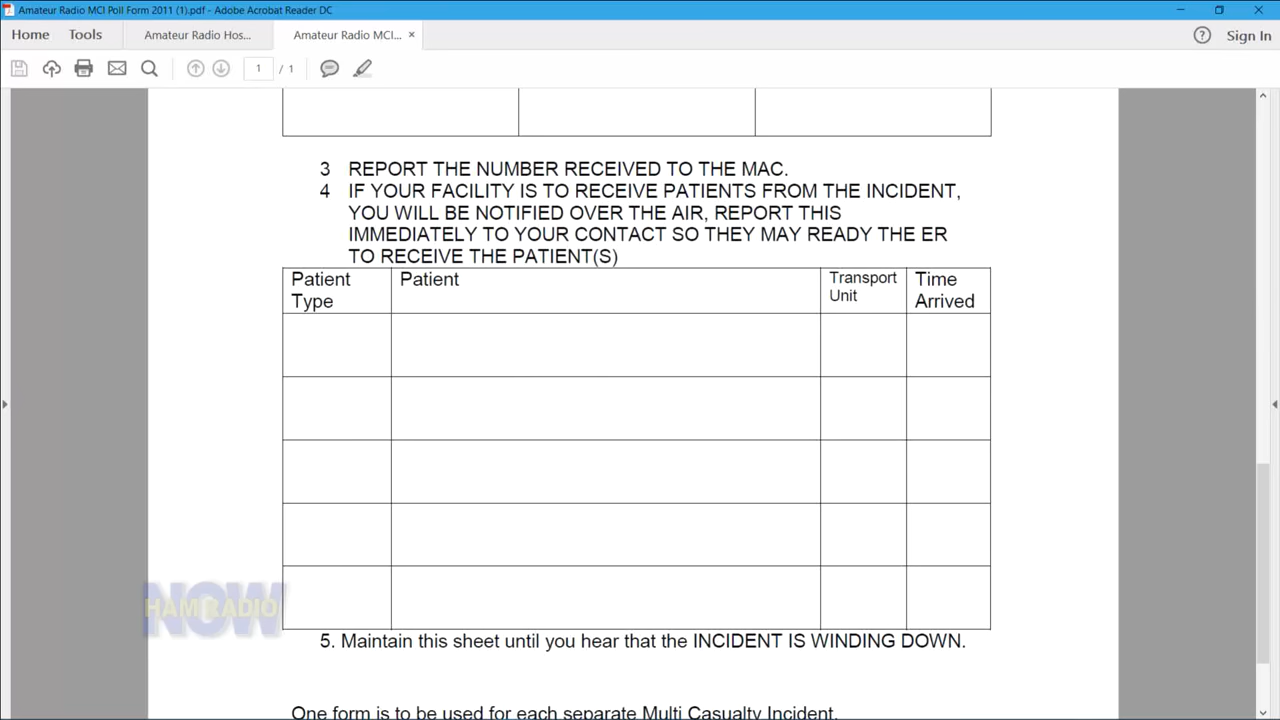 Amateur Radio MCI Poll Form 2011 (1).pdf - Adobe Acrobat Reader DC
Home Tools Amateur Radio Hos... Amateur Radio MCI... × ? Sign In
1 / 1
3 REPORT THE NUMBER RECEIVED TO THE MAC.
4 IF YOUR FACILITY IS TO RECEIVE PATIENTS FROM THE INCIDENT,
YOU WILL BE NOTIFIED OVER THE AIR, REPORT THIS
IMMEDIATELY TO YOUR CONTACT SO THEY MAY READY THE ER
TO RECEIVE THE PATIENT(S)
Patient Type
Patient
Transport Unit
Time Arrived
NOW
HAM RADIO
5. Maintain this sheet until you hear that the INCIDENT IS WINDING DOWN.
One form is to be used for each separate Multi Casualty Incident.